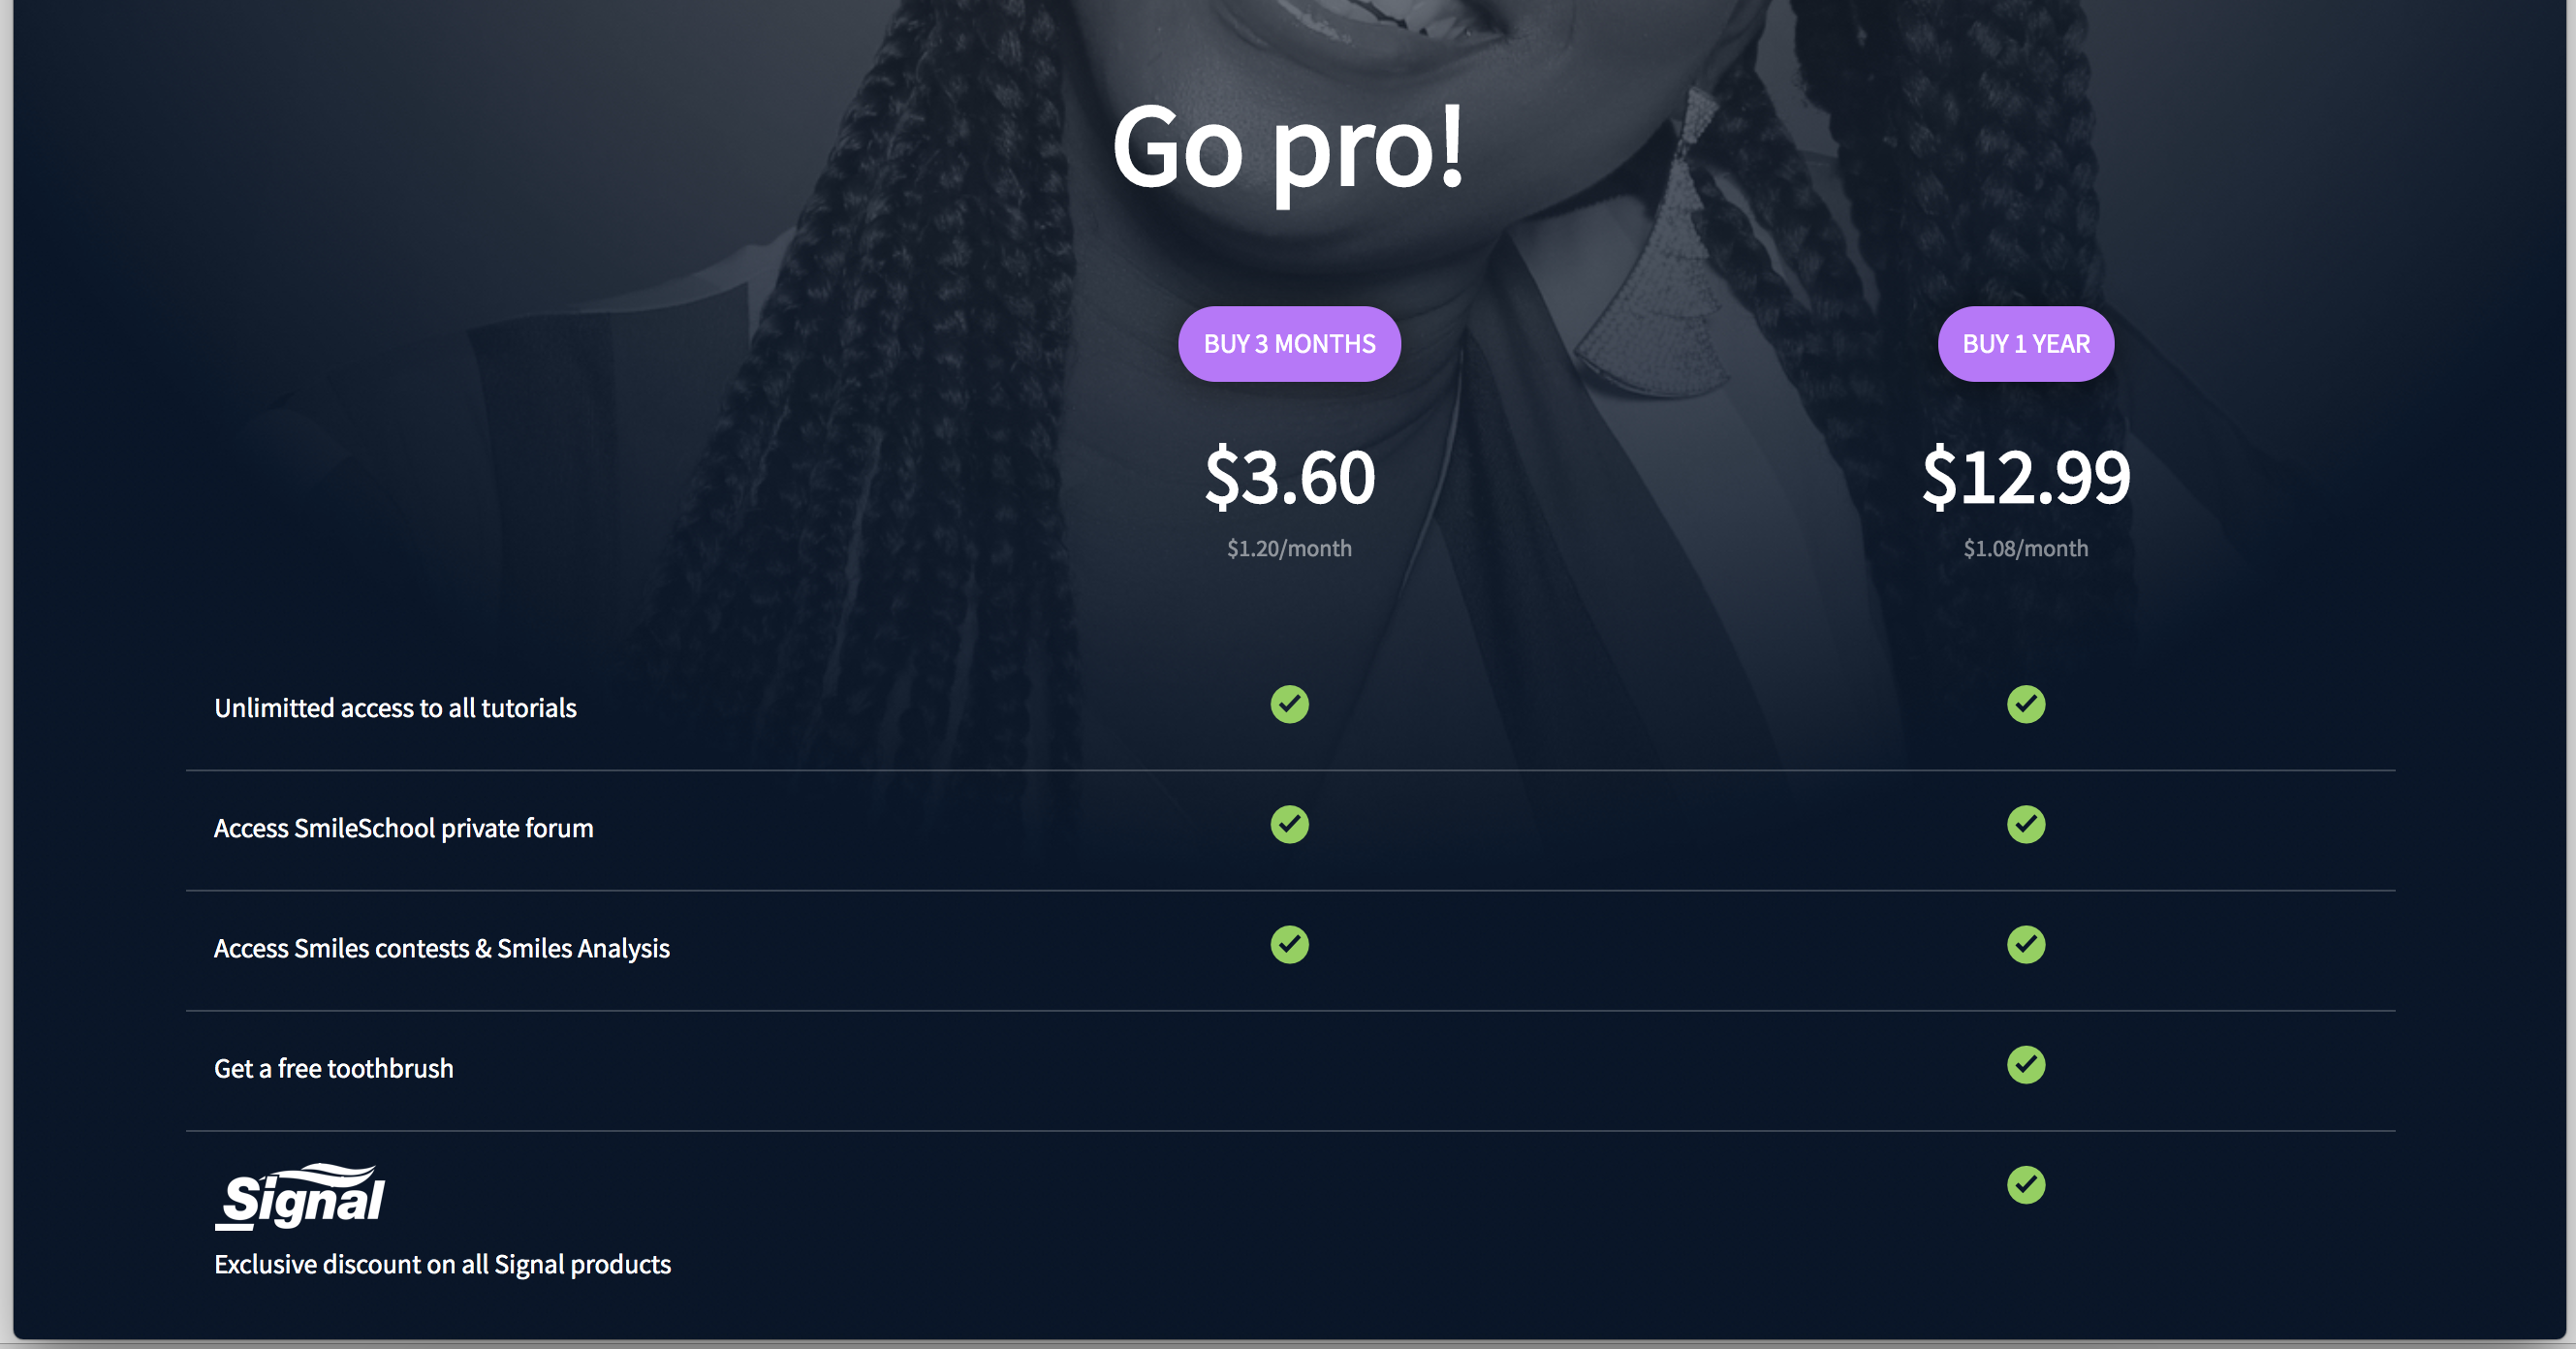 Go pro!
BUY 3 MONTHS
BUY 1 YEAR
$3.60
$12.99
$1.20/month
$1.08/month
Unlimitted access to all tutorials
Access SmileSchool private forum
Access Smiles contests & Smiles Analysis
Get a free toothbrush
Signal
Exclusive discount on all Signal products